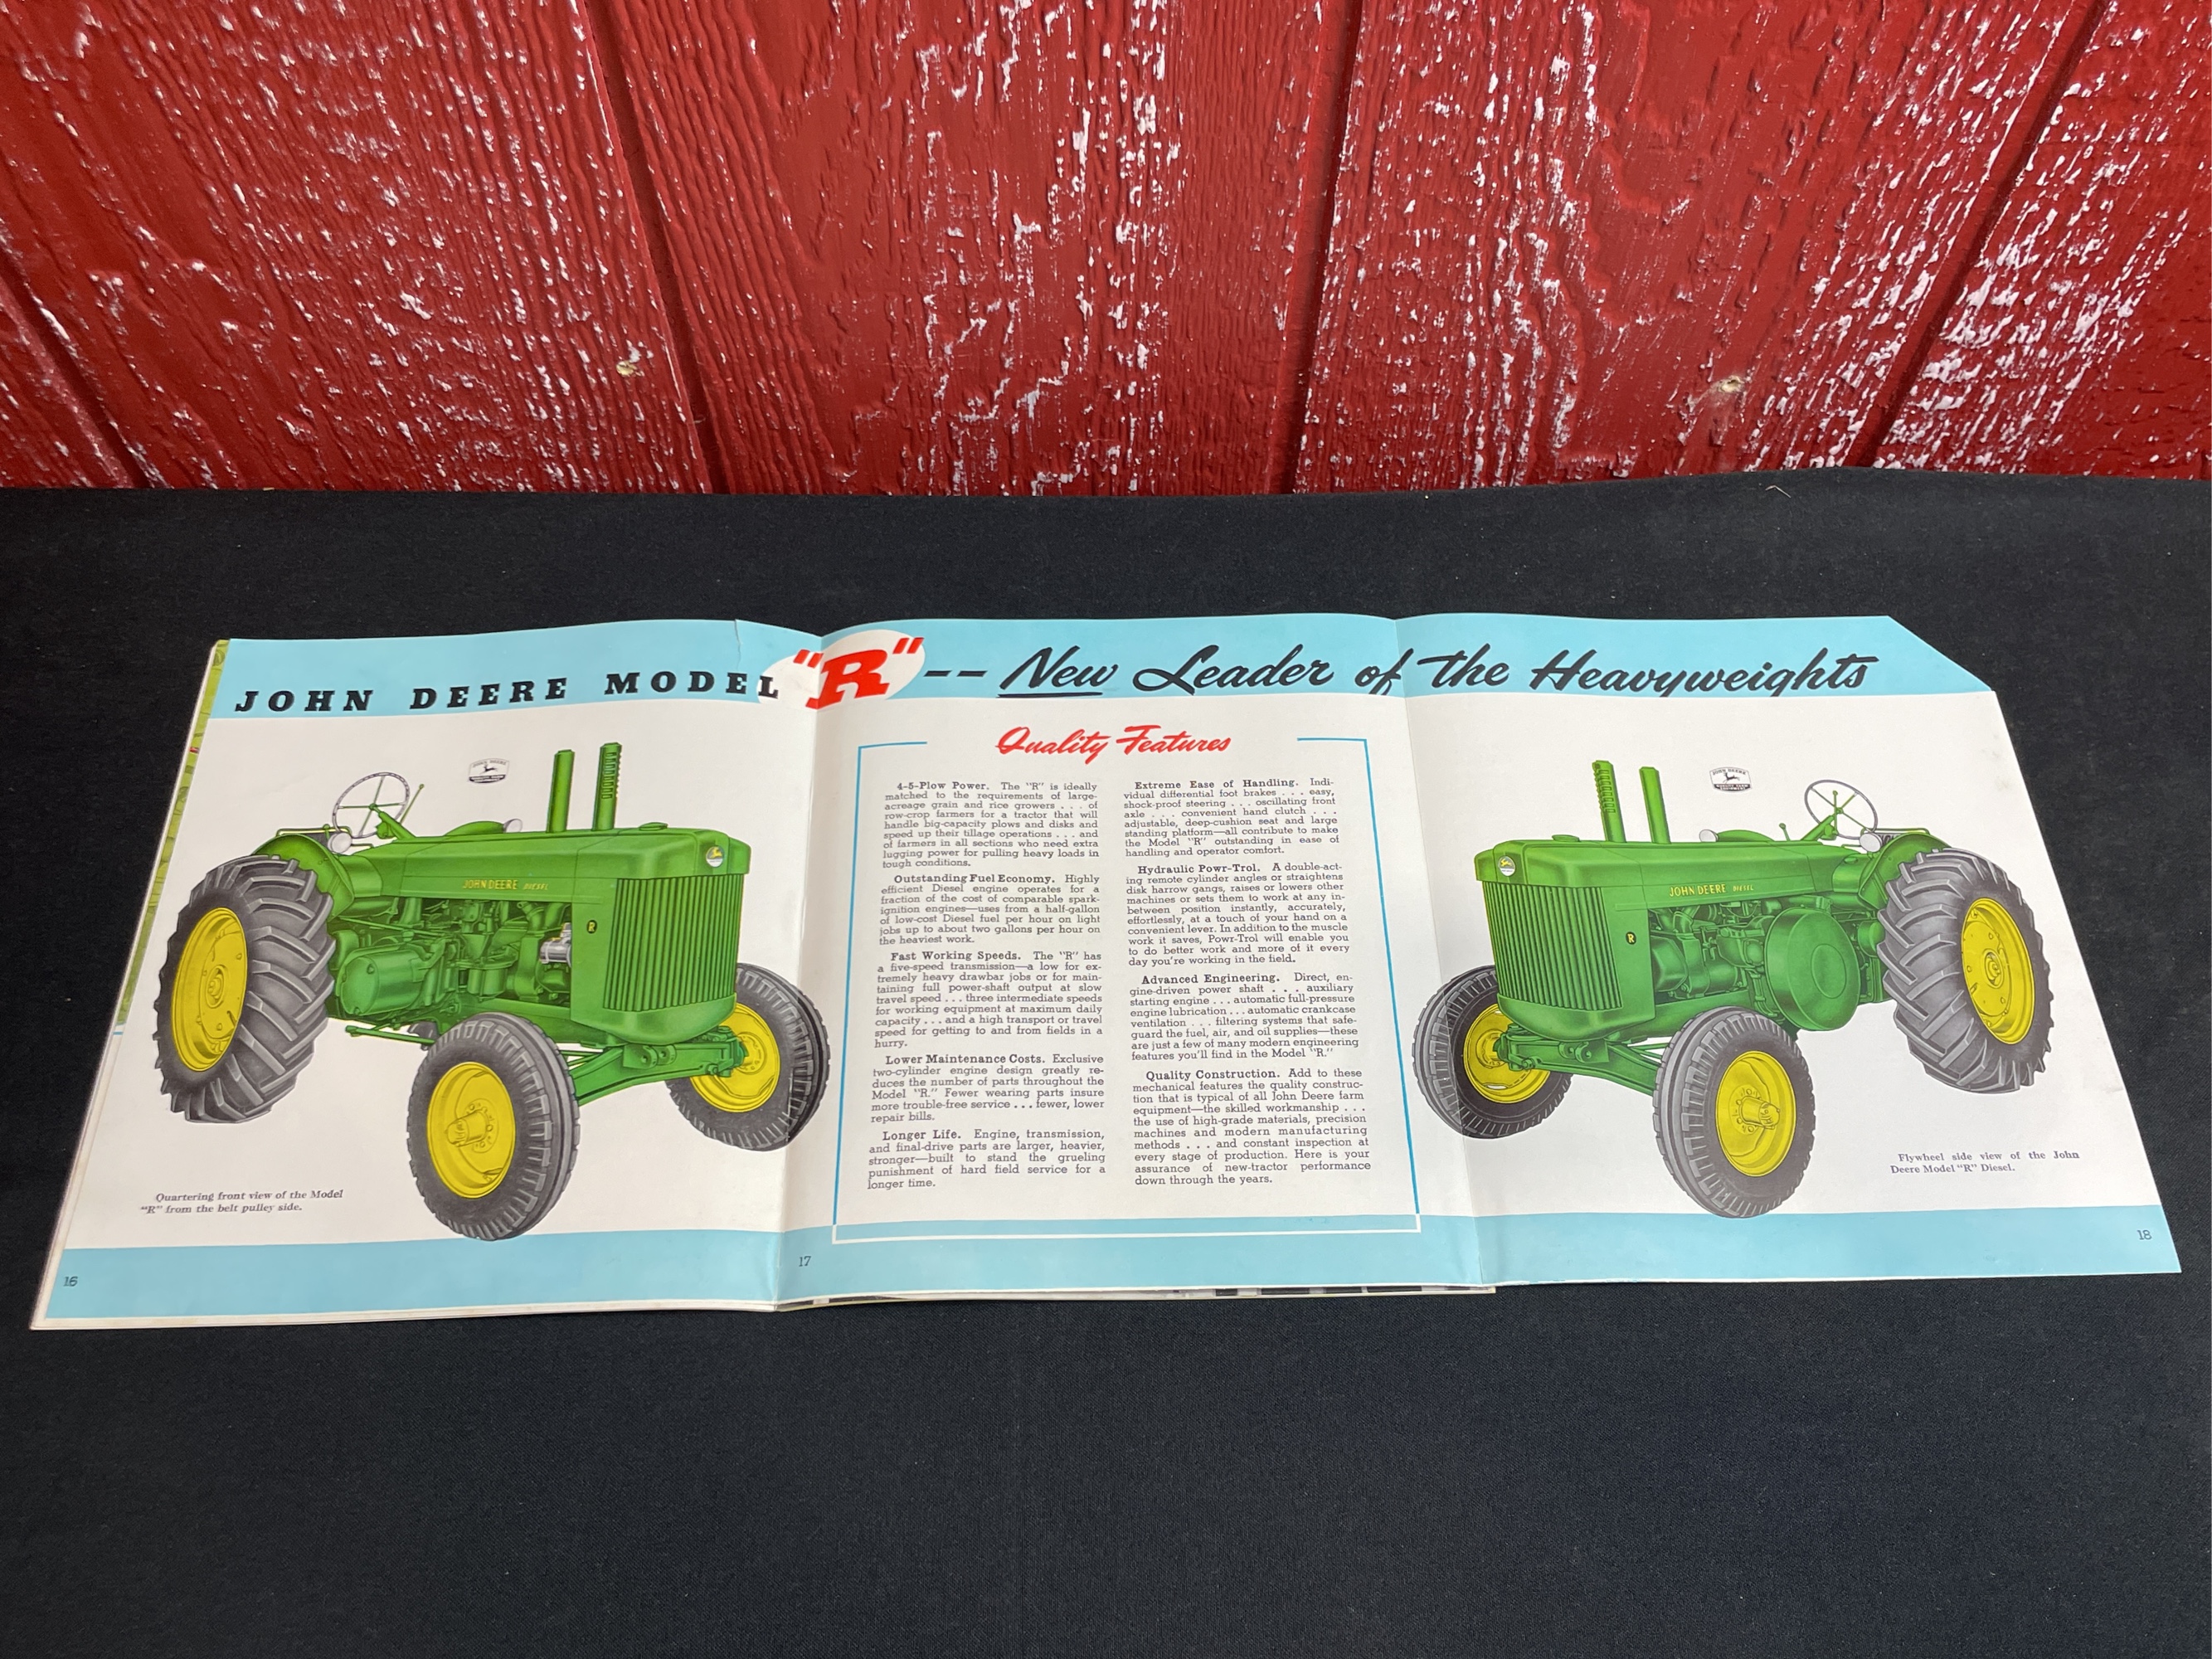 JOHN DEERE MODEL "R" -- New Leader of the Heavyweights
JOHN DEERE
JOHN DEERE DIESEL
R
Quartering front view of the Model
"R" from the belt pulley side.
16
Quality Features
4-5-Plow Power. The "R" is ideally
matched to the requirements of large-
acreage grain and rice growers . . . of
row-crop farmers for a tractor that will
handle big-capacity plows and disks and
speed up their tillage operations . . . and
of farmers in all sections who need extra
lugging power for pulling heavy loads in
tough conditions.
Outstanding Fuel Economy. Highly
efficient Diesel engine operates for a
fraction of the cost of comparable spark-
ignition engines—uses from a half-gallon
of low-cost Diesel fuel per hour on light
jobs up to about two gallons per hour on
the heaviest work.
Fast Working Speeds. The "R" has
a five-speed transmission—a low for ex-
tremely heavy drawbar jobs or for main-
taining full power-shaft output at slow
travel speed . . . three intermediate speeds
for working equipment at maximum daily
capacity . . . and a high transport or travel
speed for getting to and from fields in a
hurry.
Lower Maintenance Costs. Exclusive
two-cylinder engine design greatly re-
duces the number of parts throughout the
Model "R." Fewer wearing parts insure
more trouble-free service . . . fewer, lower
repair bills.
Longer Life. Engine, transmission,
and final-drive parts are larger, heavier,
stronger—built to stand the grueling
punishment of hard field service for a
longer time.
17
Extreme Ease of Handling. Indi-
vidual differential foot brakes . . . easy,
shock-proof steering . . . oscillating front
axle . . . convenient hand clutch . . .
adjustable, deep-cushion seat and large
standing platform—all contribute to make
the Model "R" outstanding in ease of
handling and operator comfort.
Hydraulic Powr-Trol. A double-act-
ing remote cylinder angles or straightens
disk harrow gangs, raises or lowers other
machines or sets them to work at any in-
between position instantly, accurately,
effortlessly, at a touch of your hand on a
convenient lever. In addition to the muscle
work it saves, Powr-Trol will enable you
to do better work and more of it every
day you're working in the field.
Advanced Engineering. Direct, en-
gine-driven power shaft . . . auxiliary
starting engine . . . automatic full-pressure
engine lubrication . . . automatic crankcase
ventilation . . . filtering systems that safe-
guard the fuel, air, and oil supplies—these
are just a few of many modern engineering
features you'll find in the Model "R."
Quality Construction. Add to these
mechanical features the quality construc-
tion that is typical of all John Deere farm
equipment—the skilled workmanship . . .
the use of high-grade materials, precision
machines and modern manufacturing
methods . . . and constant inspection at
every stage of production. Here is your
assurance of new-tractor performance
down through the years.
JOHN DEERE
JOHN DEERE DIESEL
R
Flywheel side view of the John
Deere Model "R" Diesel.
18